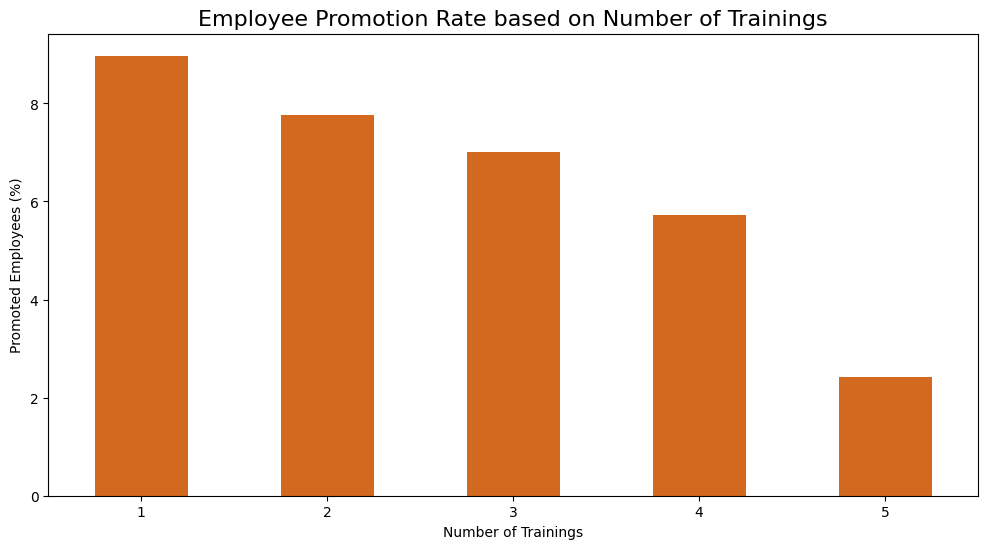 Employee Promotion Rate based on Number of Trainings
Promoted Employees (%)
8
6
4
2
0
1 2 3 4 5
Number of Trainings